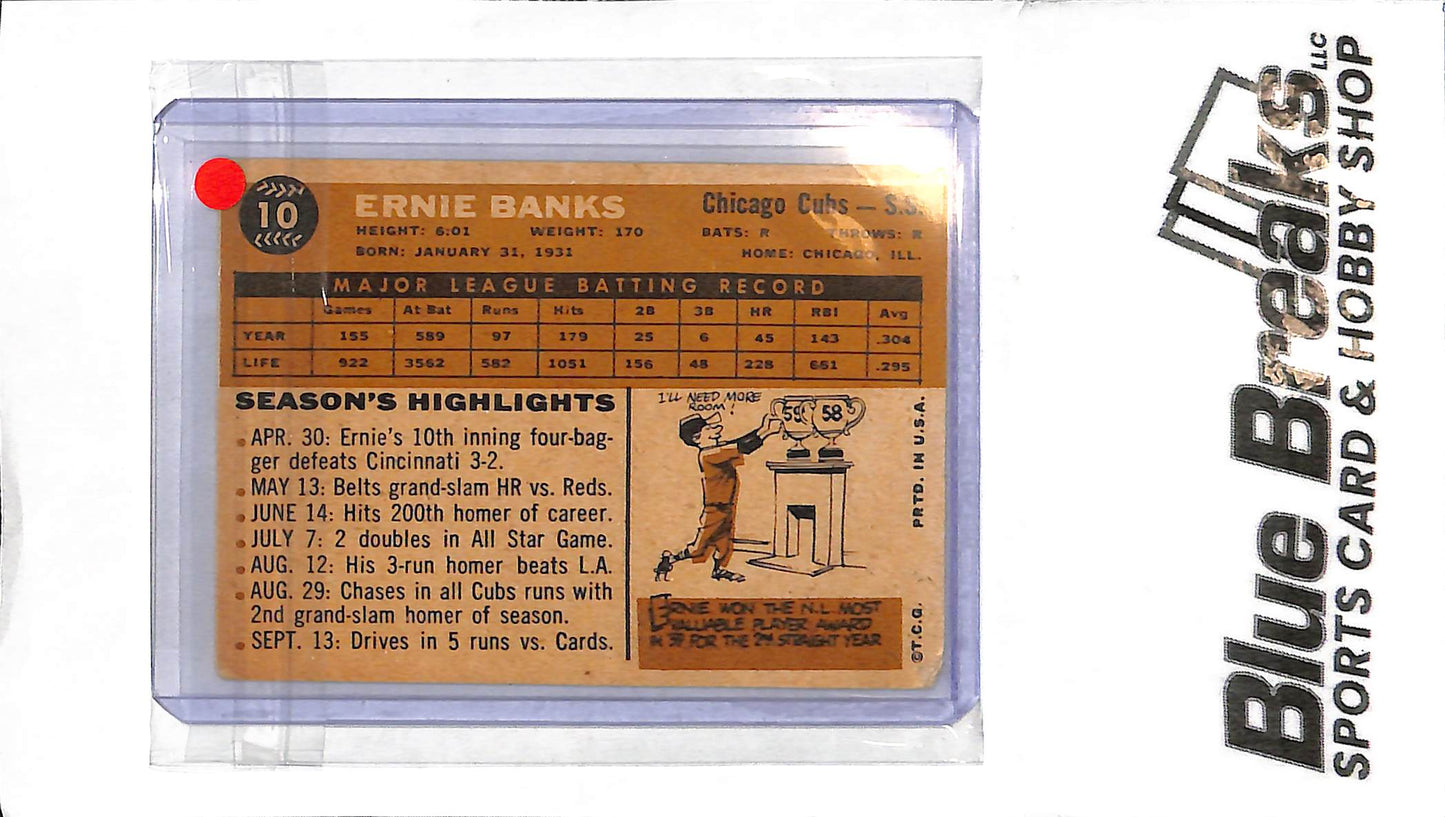 10
ERNIE BANKS
Chicago Cubs — S.S.
HEIGHT: 6:01 WEIGHT: 170 BATS: R THROWS: R
BORN: JANUARY 31, 1931 HOME: CHICAGO, ILL.
MAJOR LEAGUE BATTING RECORD
Games At Bat Runs Hits 2B 3B HR RBI Avg
YEAR 155 589 97 179 25 6 45 143 .304
LIFE 922 3562 582 1051 156 48 228 661 .295
SEASON'S HIGHLIGHTS
APR. 30: Ernie's 10th inning four-bag-
ger defeats Cincinnati 3-2.
MAY 13: Belts grand-slam HR vs. Reds.
JUNE 14: Hits 200th homer of career.
JULY 7: 2 doubles in All Star Game.
AUG. 12: His 3-run homer beats L.A.
AUG. 29: Chases in all Cubs runs with
2nd grand-slam homer of season.
SEPT. 13: Drives in 5 runs vs. Cards.
I'LL NEED MORE
ROOM!
59 58
ERNIE WON THE N.L. MOST
VALUABLE PLAYER AWARD
IN '59 FOR THE 2ND STRAIGHT YEAR
©T.C.G. PRTD. IN U.S.A.
Blue Breaks LLC
SPORTS CARD & HOBBY SHOP